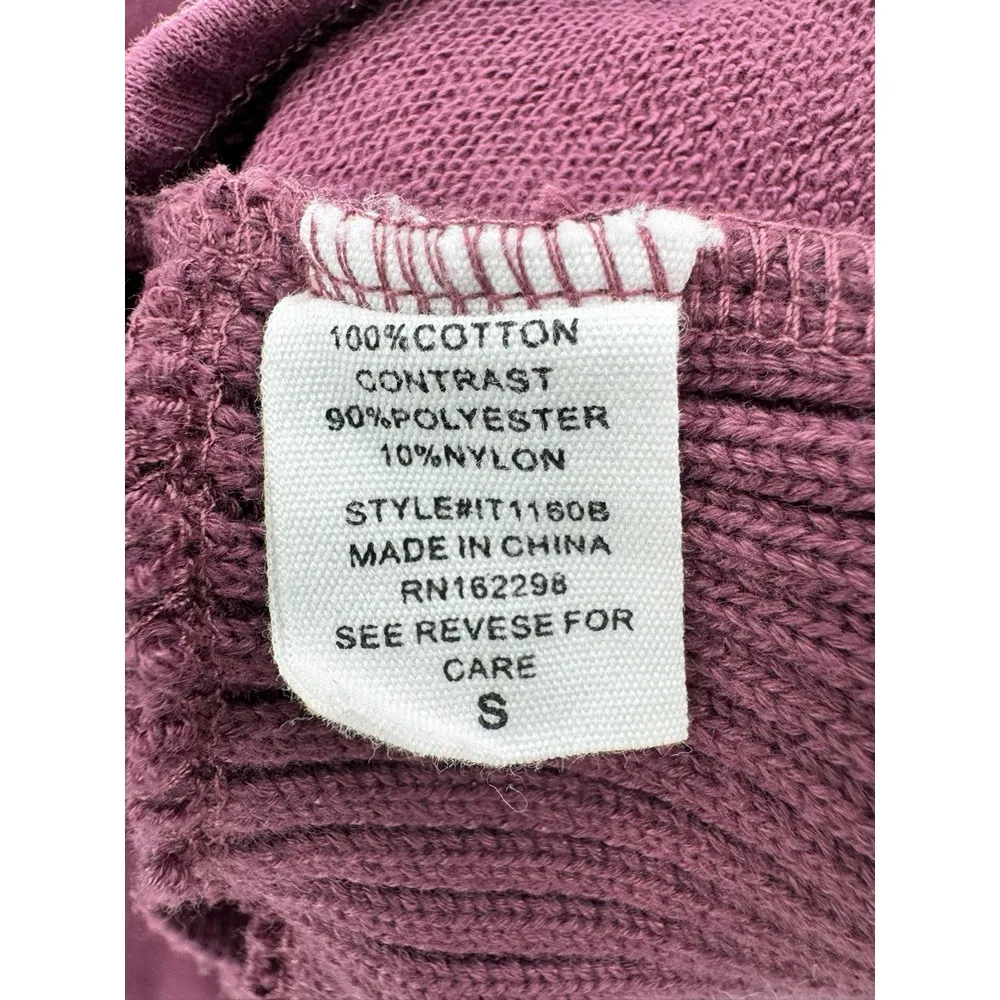 100%COTTON
CONTRAST
90%POLYESTER
10%NYLON
STYLE#IT1160B
MADE IN CHINA
RN162298
SEE REVESE FOR
CARE
S